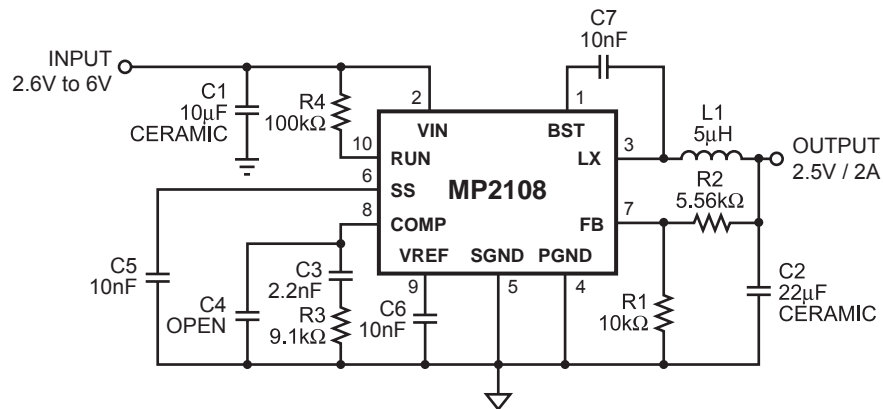 C7
10nF
INPUT
2.6V to 6V
C1
10µF
CERAMIC
R4
100kΩ
2
1
VIN
BST
10
RUN
LX
3
L1
5µH
OUTPUT
2.5V / 2A
6
SS
MP2108
R2
5.56kΩ
8
COMP
FB
7
VREF
SGND
PGND
C5
10nF
C4
OPEN
C3
2.2nF
R3
9.1kΩ
9
C6
10nF
5
4
R1
10kΩ
C2
22µF
CERAMIC